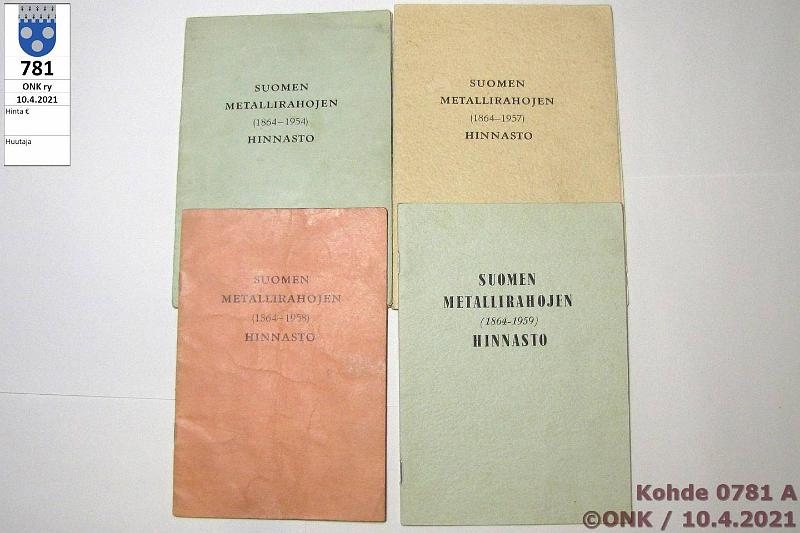 781
ONK ry
10.4.2021
Hinta €
Huutaja
SUOMEN
METALLIRAHOJEN
(1864—1954)
HINNASTO
SUOMEN
METALLIRAHOJEN
(1864—1957)
HINNASTO
SUOMEN
METALLIRAHOJEN
(1864—1958)
HINNASTO
SUOMEN
METALLIRAHOJEN
(1864-1959)
HINNASTO
Kohde 0781 A
©ONK / 10.4.2021